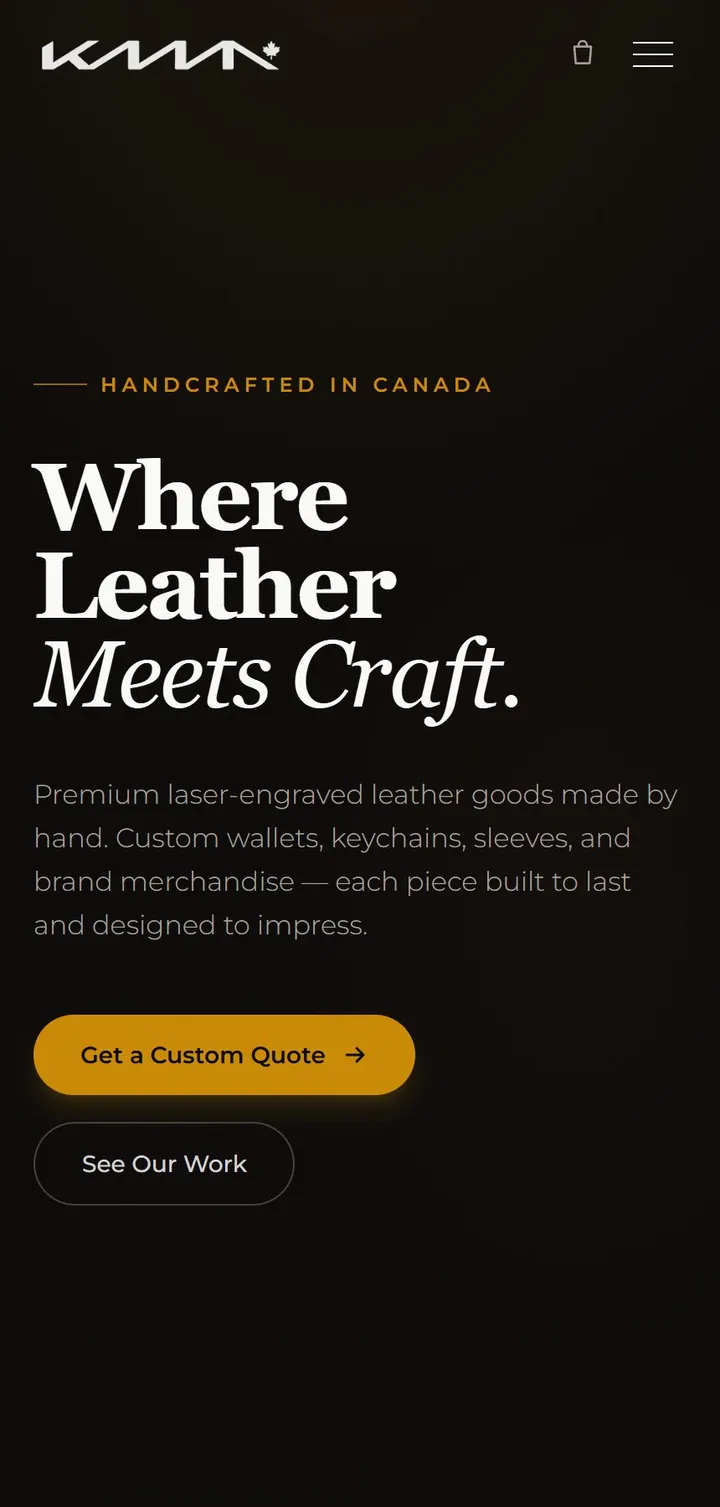 HANDCRAFTED IN CANADA
Where
Leather
Meets Craft.
Premium laser-engraved leather goods made by
hand. Custom wallets, keychains, sleeves, and
brand merchandise — each piece built to last
and designed to impress.
Get a Custom Quote →
See Our Work